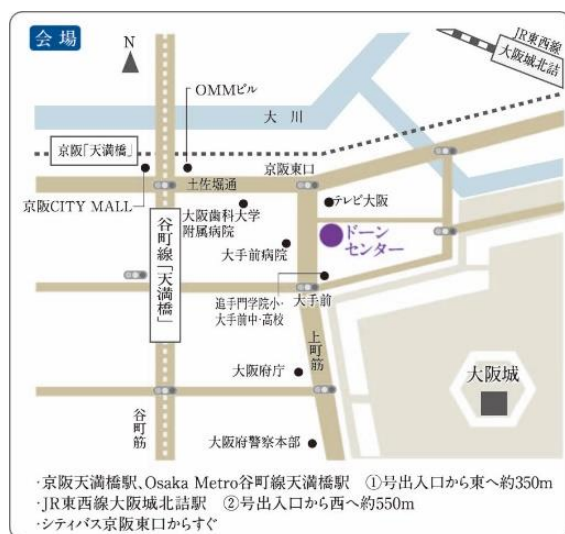 会場
N
JR東西線
大阪城北詰
OMMビル
大川
京阪「天満橋」
京阪東口
土佐堀通
テレビ大阪
京阪CITY MALL
大阪歯科大学
附属病院
ドーン
センター
大手前病院
谷町線「天満橋」
追手門学院小・
大手前中・高校
大手前
上町筋
大阪府庁
大阪城
谷町筋
大阪府警察本部
・京阪天満橋駅、Osaka Metro谷町線天満橋駅 ①号出入口から東へ約350m
・JR東西線大阪城北詰駅 ②号出入口から西へ約550m
・シティバス京阪東口からすぐ